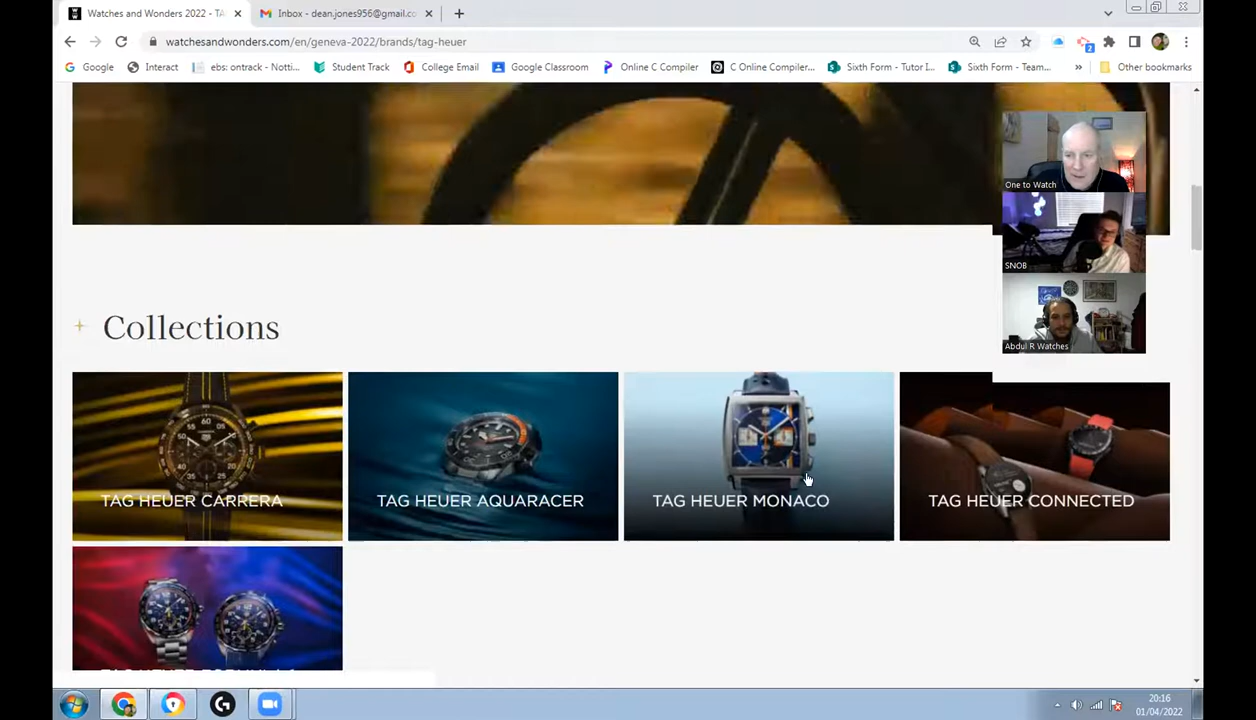 Watches and Wonders 2022 - TA
Inbox - dean.jones956@gmail.co
watchesandwonders.com/en/geneva-2022/brands/tag-heuer
2
Google
Interact
ebs: ontrack - Notti...
Student Track
College Email
Google Classroom
Online C Compiler
C Online Compiler...
Sixth Form - Tutor I...
Sixth Form - Team...
»
Other bookmarks
One to Watch
SNOB
Abdul R Watches
Collections
TAG HEUER CARRERA
TAG HEUER AQUARACER
TAG HEUER MONACO
TAG HEUER CONNECTED
20:16
01/04/2022